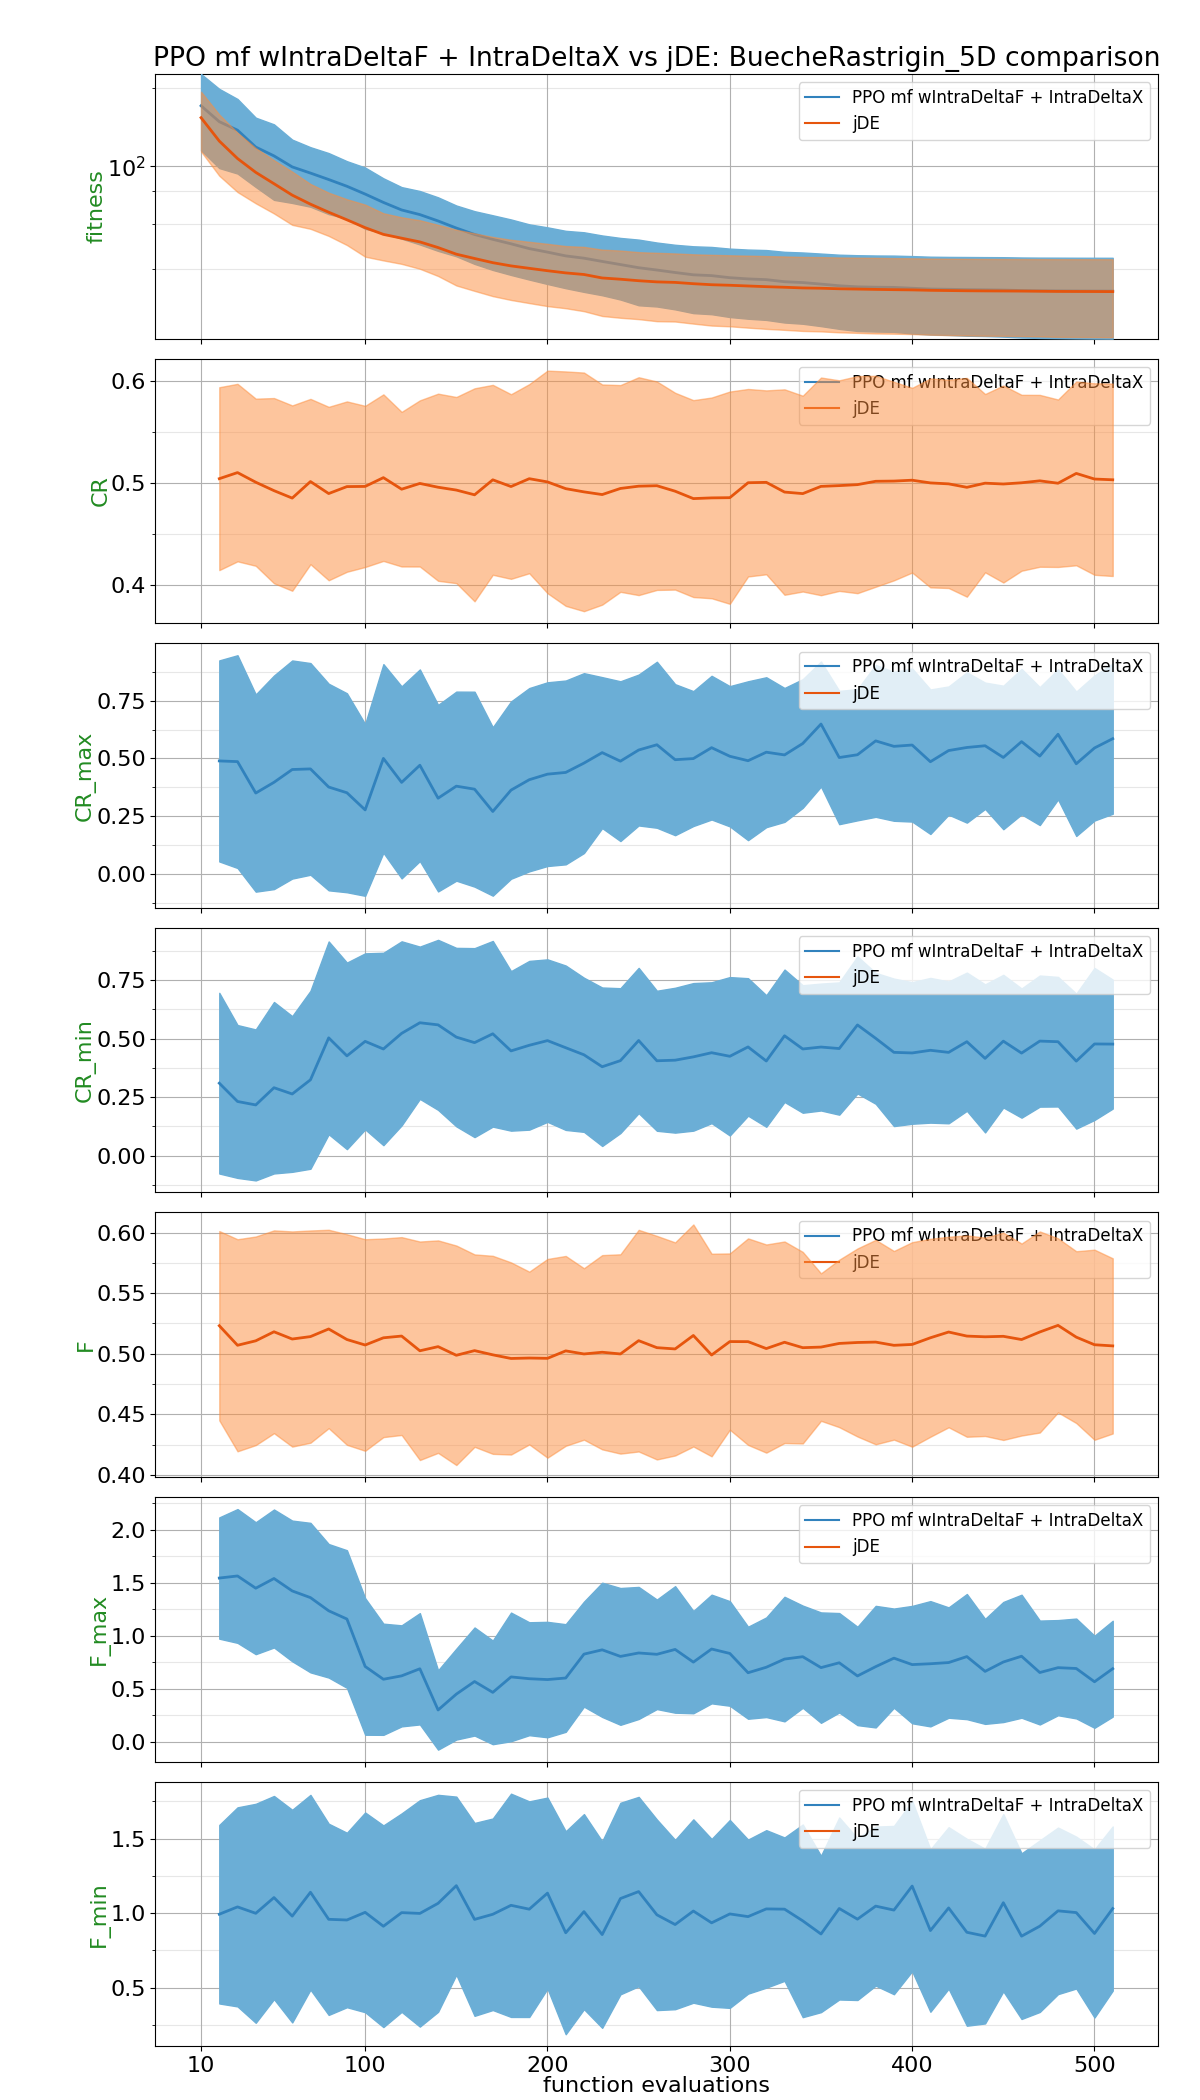 PPO mf wIntraDeltaF + IntraDeltaX vs jDE: BuecheRastrigin_5D comparison
PPO mf wIntraDeltaF + IntraDeltaX
jDE
10²
fitness
PPO mf wIntraDeltaF + IntraDeltaX
jDE
0.6
0.5
0.4
CR
PPO mf wIntraDeltaF + IntraDeltaX
jDE
0.75
0.50
0.25
0.00
CR_max
PPO mf wIntraDeltaF + IntraDeltaX
jDE
0.75
0.50
0.25
0.00
CR_min
PPO mf wIntraDeltaF + IntraDeltaX
jDE
0.60
0.55
0.50
0.45
0.40
F
PPO mf wIntraDeltaF + IntraDeltaX
jDE
2.0
1.5
1.0
0.5
0.0
F_max
PPO mf wIntraDeltaF + IntraDeltaX
jDE
1.5
1.0
0.5
F_min
10 100 200 300 400 500
function evaluations